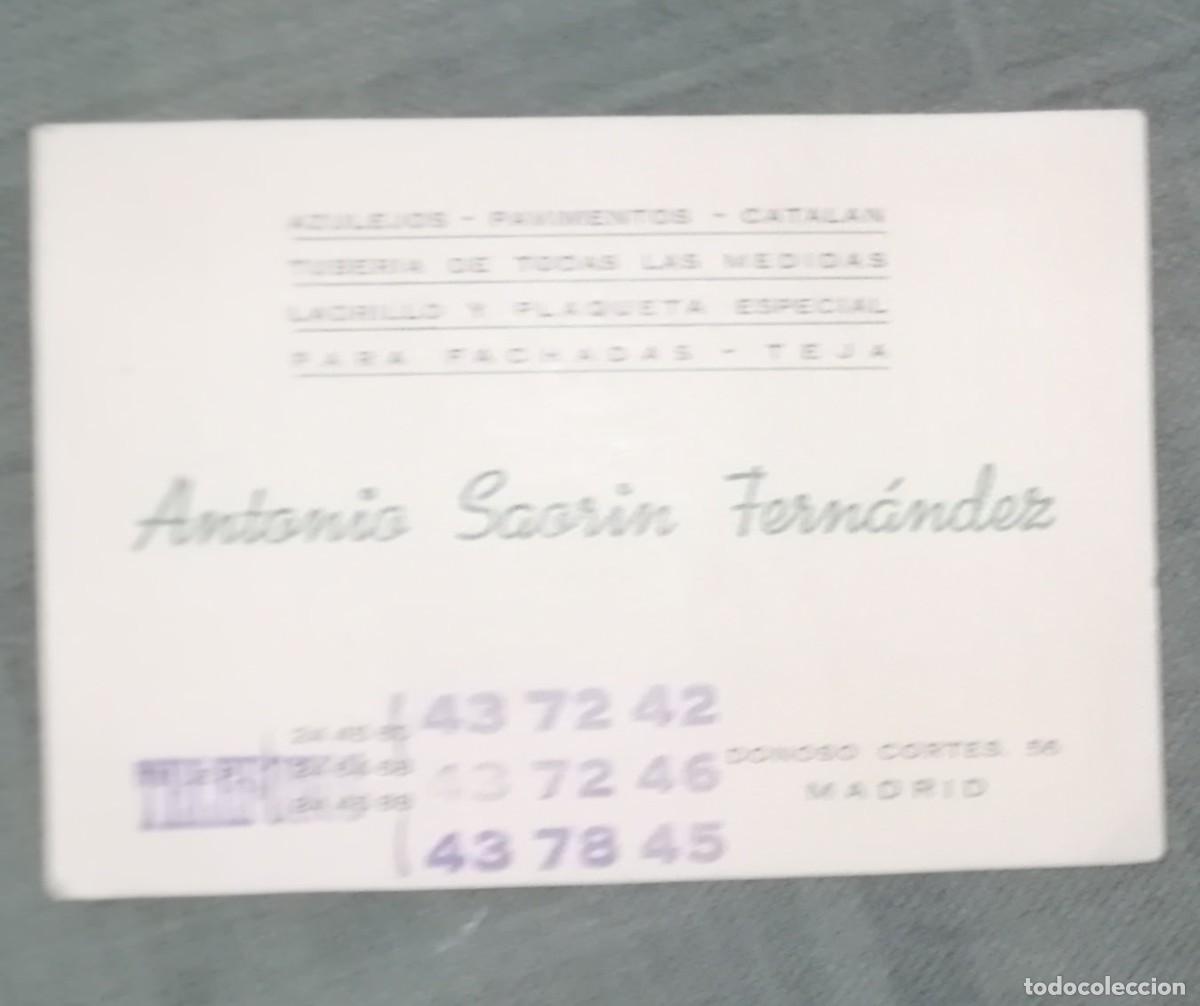 AZULEJOS - PAVIMENTOS - CATALAN
TUBERIA DE TODAS LAS MEDIDAS
LADRILLO Y PLAQUETA ESPECIAL
PARA FACHADAS - TEJA
Antonio Saorin Fernández
43 72 42
43 72 46
43 78 45
DONOSO CORTES, 56
MADRID
todocoleccion